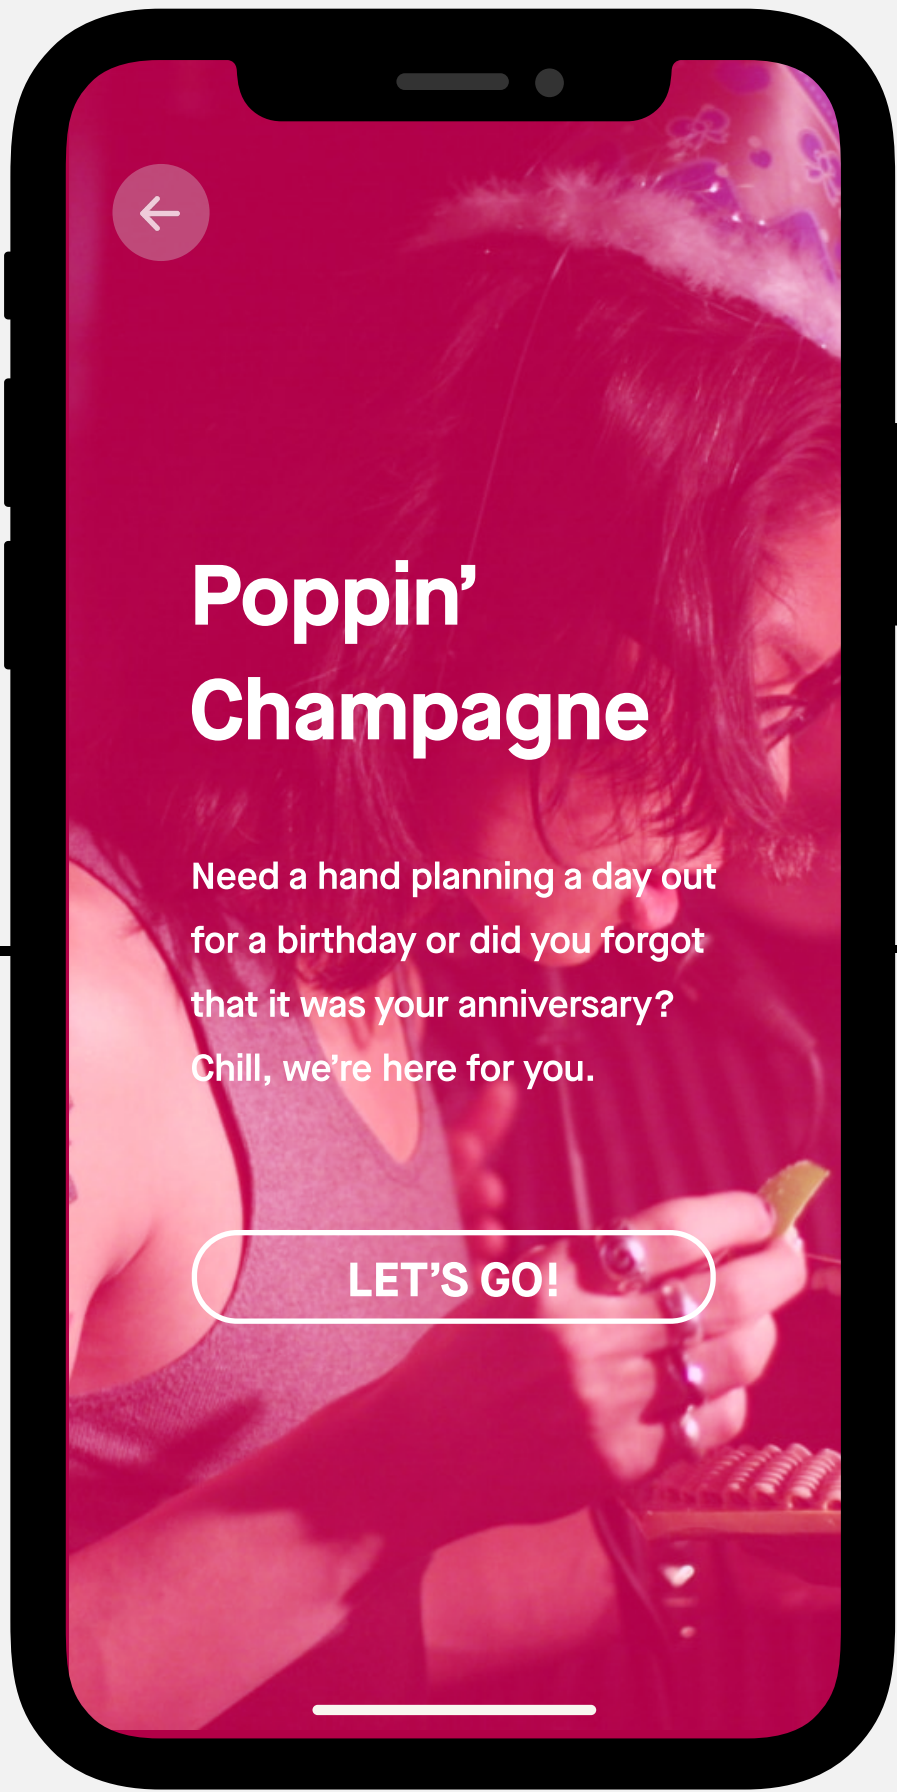 Poppin’
Champagne
Need a hand planning a day out
for a birthday or did you forgot
that it was your anniversary?
Chill, we’re here for you.
LET’S GO!